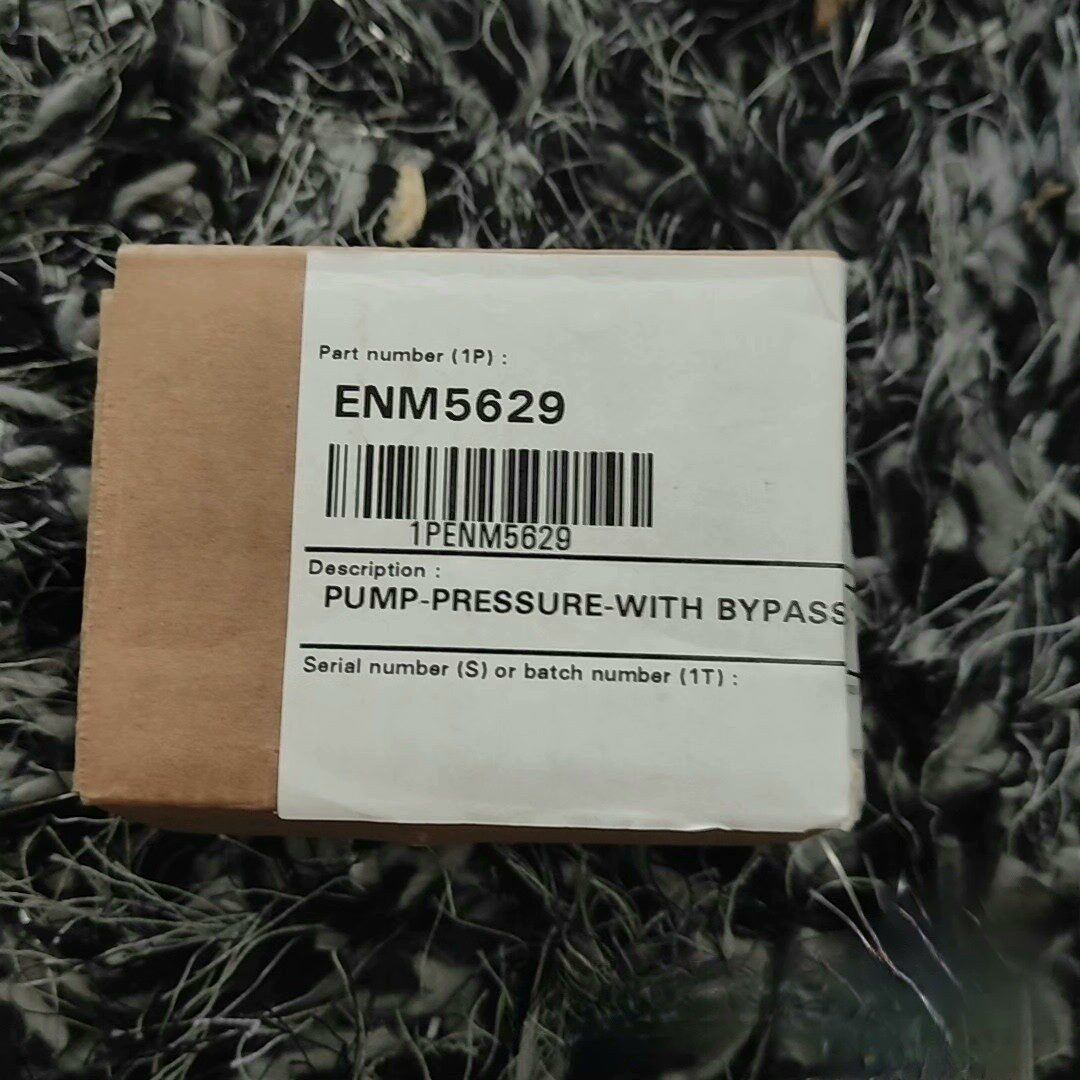 Part number (1P) :
ENM5629
1PENM5629
Description :
PUMP-PRESSURE-WITH BYPASS
Serial number (S) or batch number (1T) :